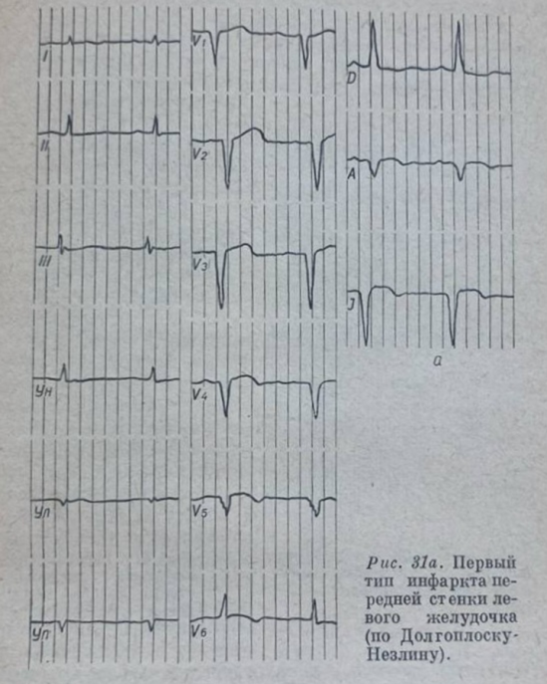 I
II
III
Ун
Ул
Уп
V1
V2
V3
V4
V5
V6
D
A
J
а
Рис. 31а. Первый
тип инфаркта пе-
редней стенки ле-
вого желудочка
(по Долгоплоску-
Незлину).